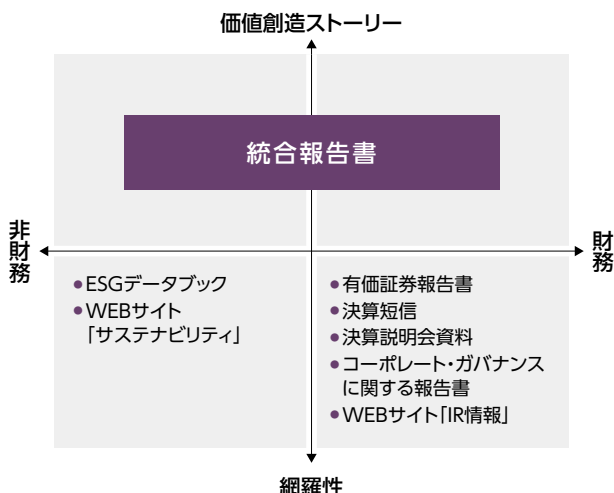 価値創造ストーリー
統合報告書
非財務
財務
●ESGデータブック
●WEBサイト
「サステナビリティ」
●有価証券報告書
●決算短信
●決算説明会資料
●コーポレート・ガバナンス
に関する報告書
●WEBサイト「IR情報」
網羅性